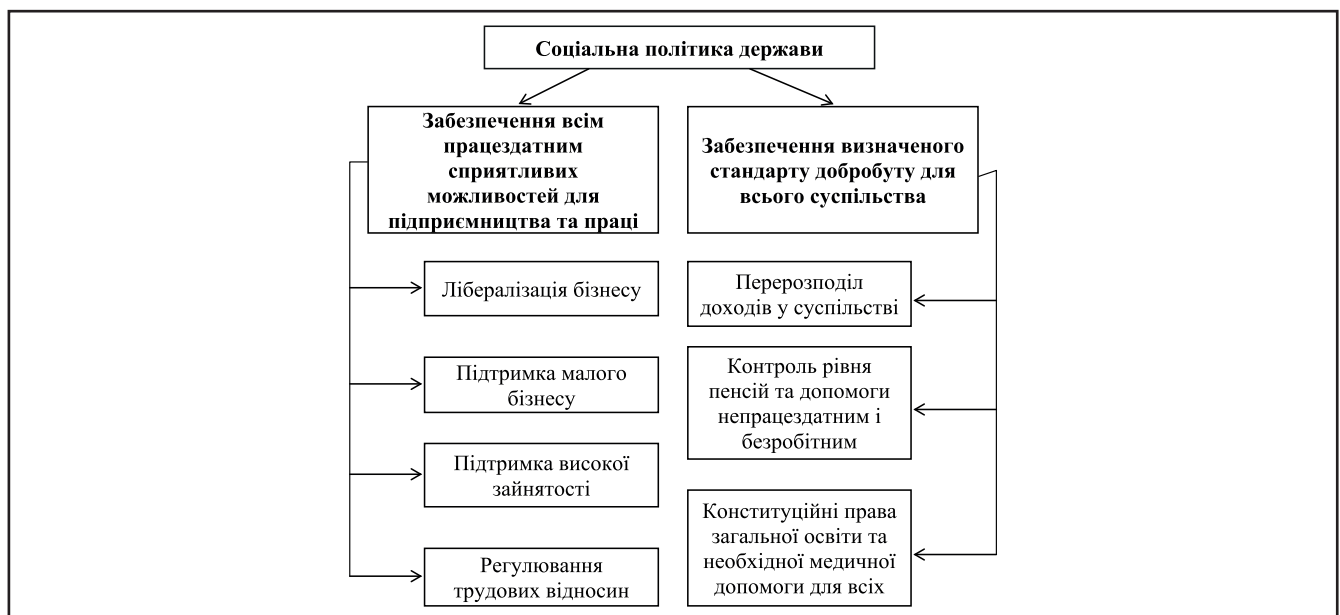 Соціальна політика держави
Забезпечення всім
працездатним
сприятливих
можливостей для
підприємництва та праці
Забезпечення визначеного
стандарту добробуту для
всього суспільства
Лібералізація бізнесу
Підтримка малого
бізнесу
Підтримка високої
зайнятості
Регулювання
трудових відносин
Перерозподіл
доходів у суспільстві
Контроль рівня
пенсій та допомоги
непрацездатним і
безробітним
Конституційні права
загальної освіти та
необхідної медичної
допомоги для всіх